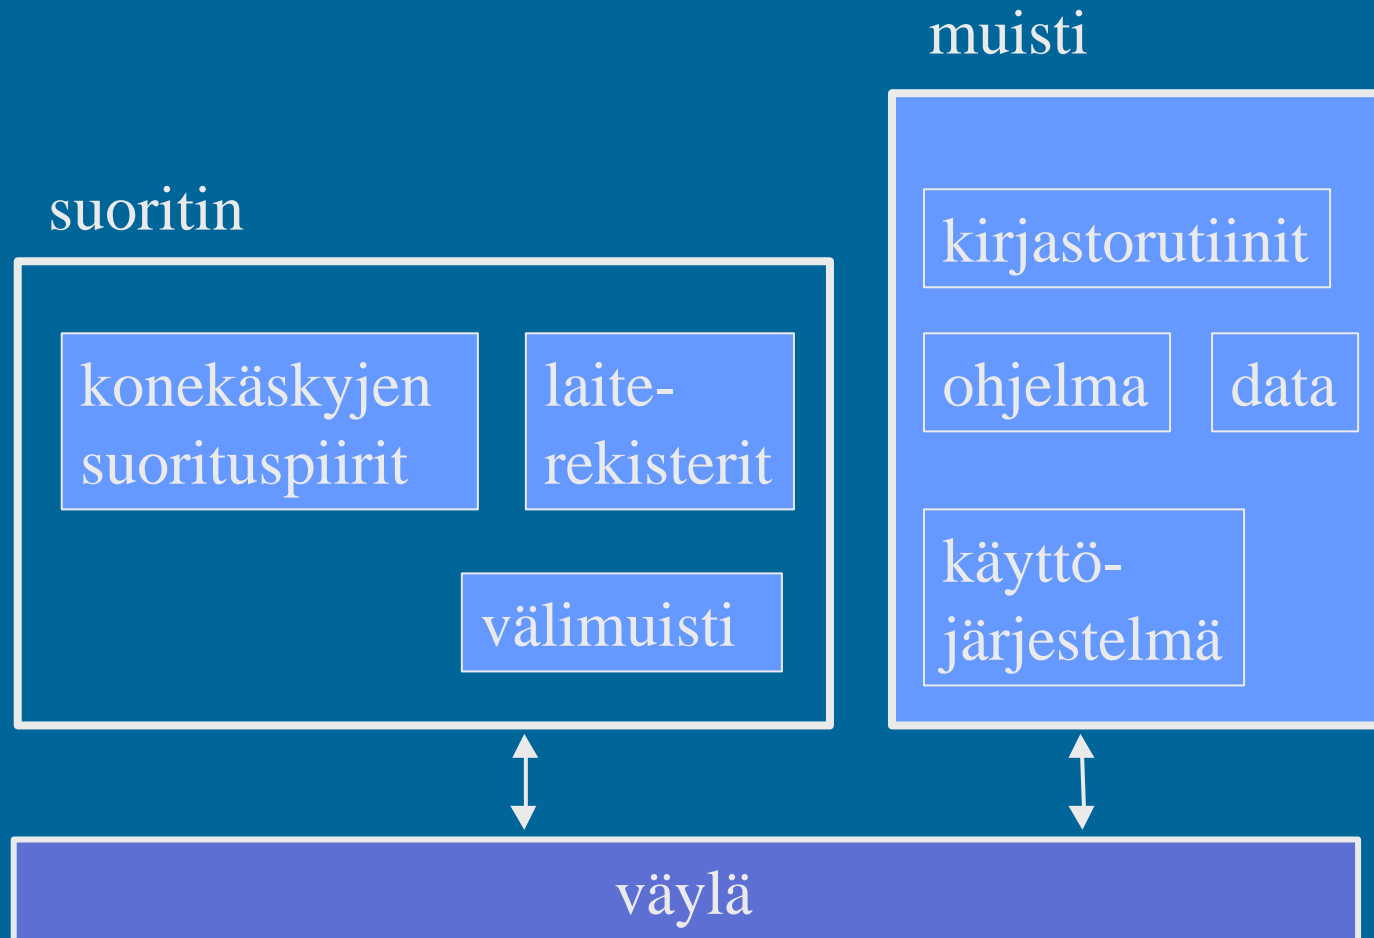 muisti
suoritin
kirjastorutiinit
konekäskyjen
suorituspiirit
laite-
rekisterit
ohjelma
data
välimuisti
käyttö-
järjestelmä
väylä